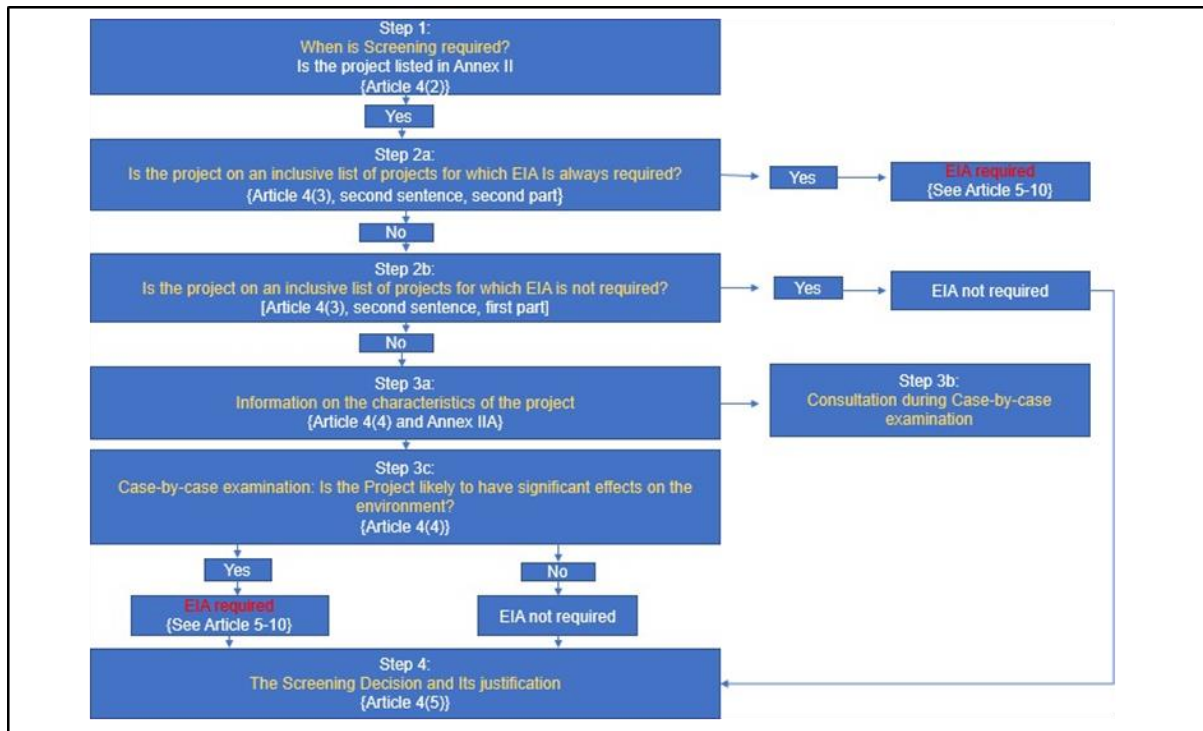 Step 1:
When is Screening required?
Is the project listed in Annex II
{Article 4(2)}
Yes
Step 2a:
Is the project on an inclusive list of projects for which EIA Is always required?
{Article 4(3), second sentence, second part}
Yes
EIA required
{See Article 5-10}
No
Step 2b:
Is the project on an inclusive list of projects for which EIA is not required?
[Article 4(3), second sentence, first part]
Yes
EIA not required
No
Step 3a:
Information on the characteristics of the project
{Article 4(4) and Annex IIA}
Step 3b:
Consultation during Case-by-case
examination
Step 3c:
Case-by-case examination: Is the Project likely to have significant effects on the
environment?
{Article 4(4)}
Yes
No
EIA required
{See Article 5-10}
EIA not required
Step 4:
The Screening Decision and Its justification
{Article 4(5)}